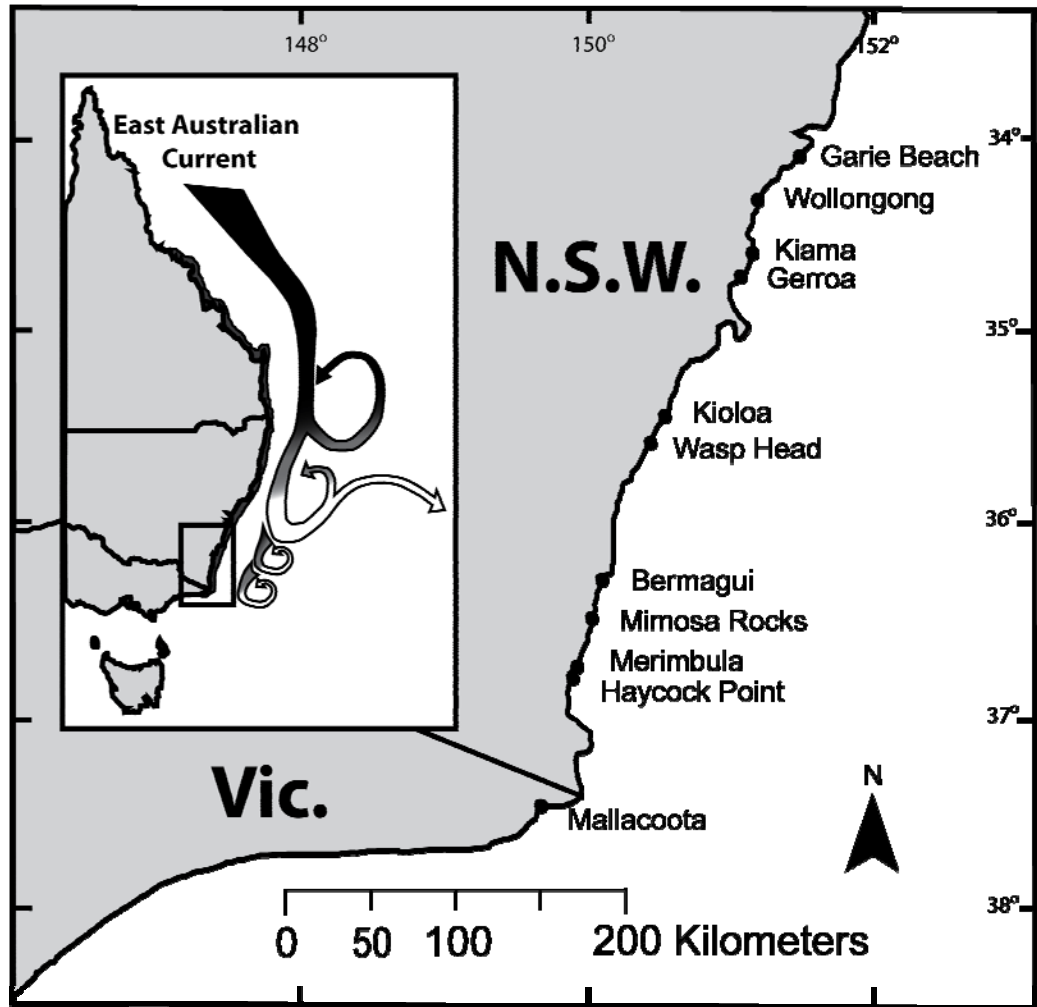 148°
150°
152°
East Australian
Current
34°
Garie Beach
Wollongong
N.S.W.
Kiama
Gerroa
35°
Kioloa
Wasp Head
36°
Bermagui
Mimosa Rocks
Merimbula
Haycock Point
37°
Vic.
N
Mallacoota
38°
0 50 100 200 Kilometers